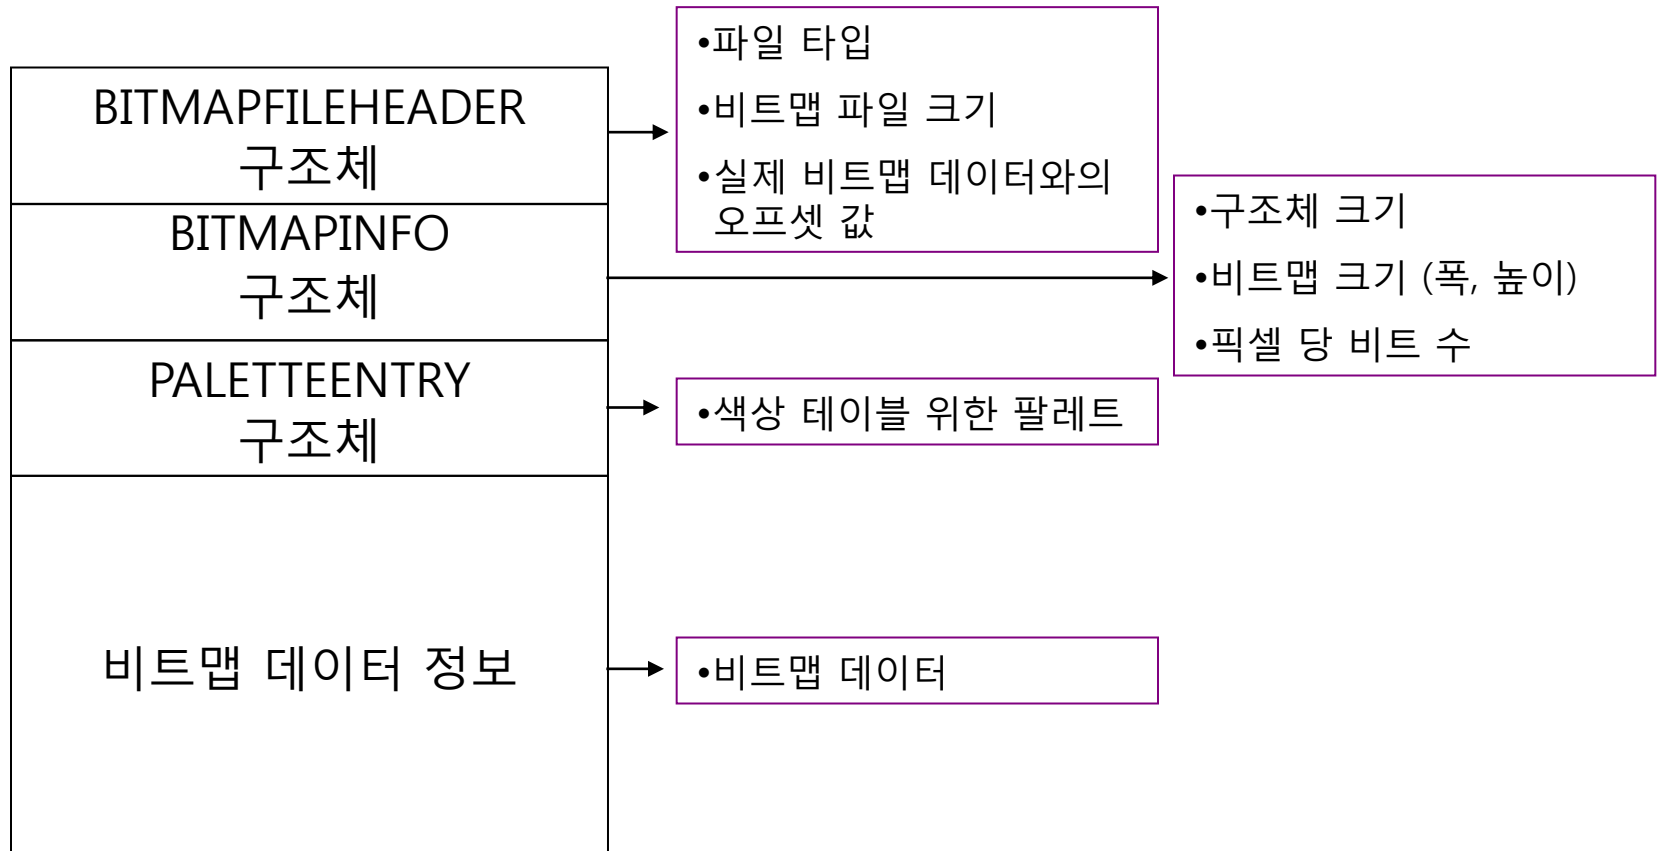 BITMAPFILEHEADER
구조체
•파일 타입
•비트맵 파일 크기
•실제 비트맵 데이터와의
오프셋 값
BITMAPINFO
구조체
•구조체 크기
•비트맵 크기 (폭, 높이)
•픽셀 당 비트 수
PALETTEENTRY
구조체
•색상 테이블 위한 팔레트
비트맵 데이터 정보
•비트맵 데이터